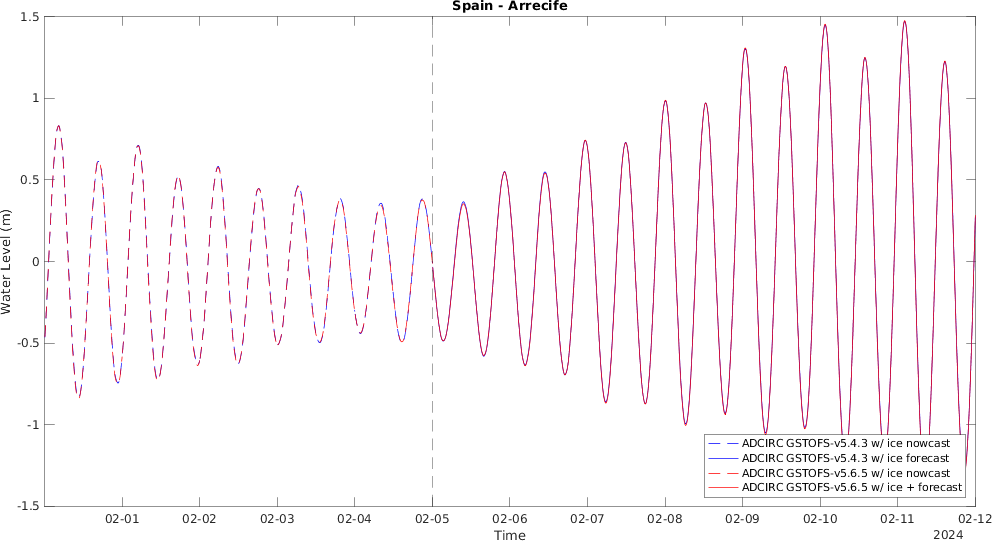 Spain - Arrecife
1.5
1
0.5
0
-0.5
-1
-1.5
Water Level (m)
02-01
02-02
02-03
02-04
02-05
02-06
02-07
02-08
02-09
02-10
02-11
02-12
Time
2024
ADCIRC GSTOFS-v5.4.3 w/ ice nowcast
ADCIRC GSTOFS-v5.4.3 w/ ice forecast
ADCIRC GSTOFS-v5.6.5 w/ ice nowcast
ADCIRC GSTOFS-v5.6.5 w/ ice + forecast